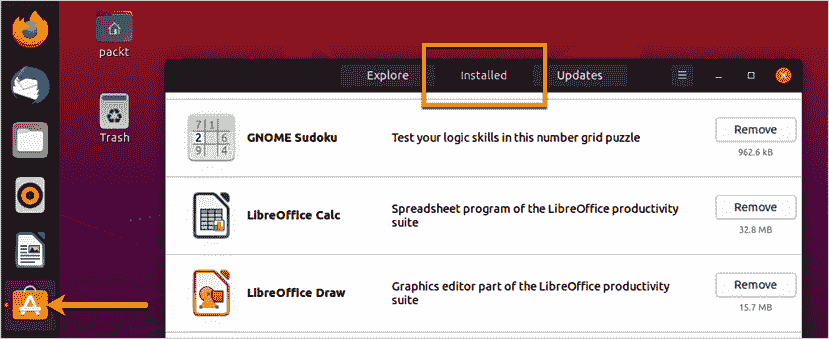 packt
Trash
Explore
Installed
Updates
7 1
2 6
9 4
GNOME Sudoku
Test your logic skills in this number grid puzzle
Remove
962.6 kB
LibreOffice Calc
Spreadsheet program of the LibreOffice productivity
suite
Remove
32.8 MB
LibreOffice Draw
Graphics editor part of the LibreOffice productivity
suite
Remove
15.7 MB